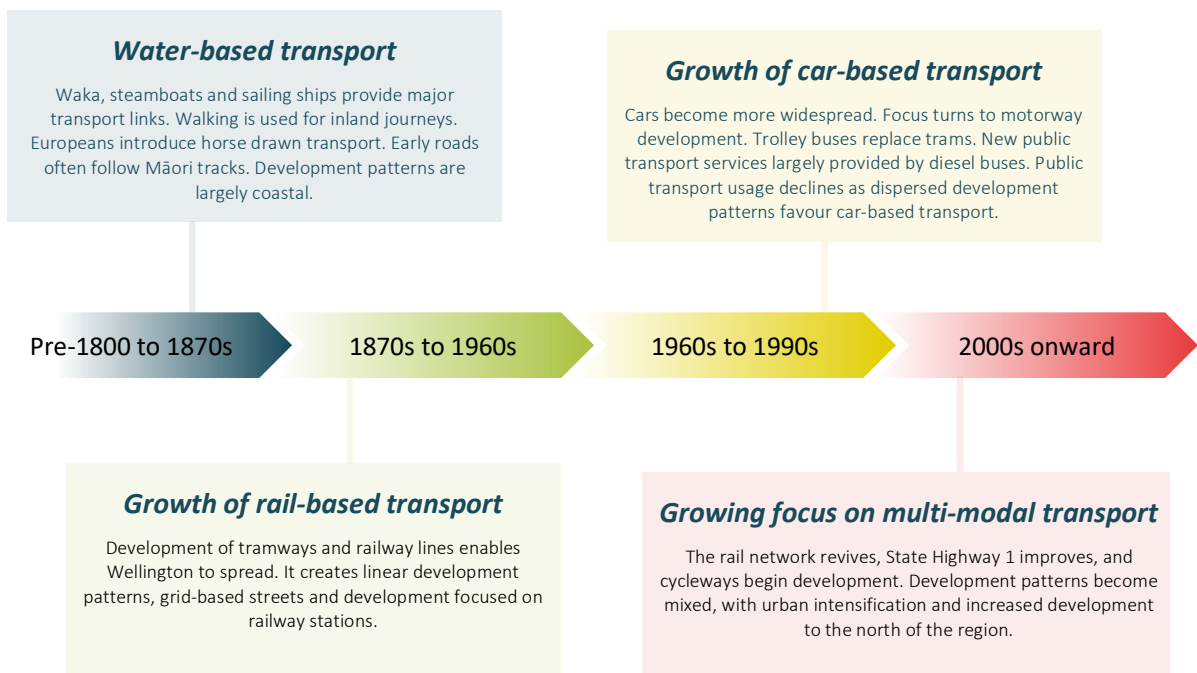 Water-based transport
Waka, steamboats and sailing ships provide major
transport links. Walking is used for inland journeys.
Europeans introduce horse drawn transport. Early roads
often follow Māori tracks. Development patterns are
largely coastal.
Growth of car-based transport
Cars become more widespread. Focus turns to motorway
development. Trolley buses replace trams. New public
transport services largely provided by diesel buses. Public
transport usage declines as dispersed development
patterns favour car-based transport.
Pre-1800 to 1870s
1870s to 1960s
1960s to 1990s
2000s onward
Growth of rail-based transport
Development of tramways and railway lines enables
Wellington to spread. It creates linear development
patterns, grid-based streets and development focused on
railway stations.
Growing focus on multi-modal transport
The rail network revives, State Highway 1 improves, and
cycleways begin development. Development patterns become
mixed, with urban intensification and increased development
to the north of the region.